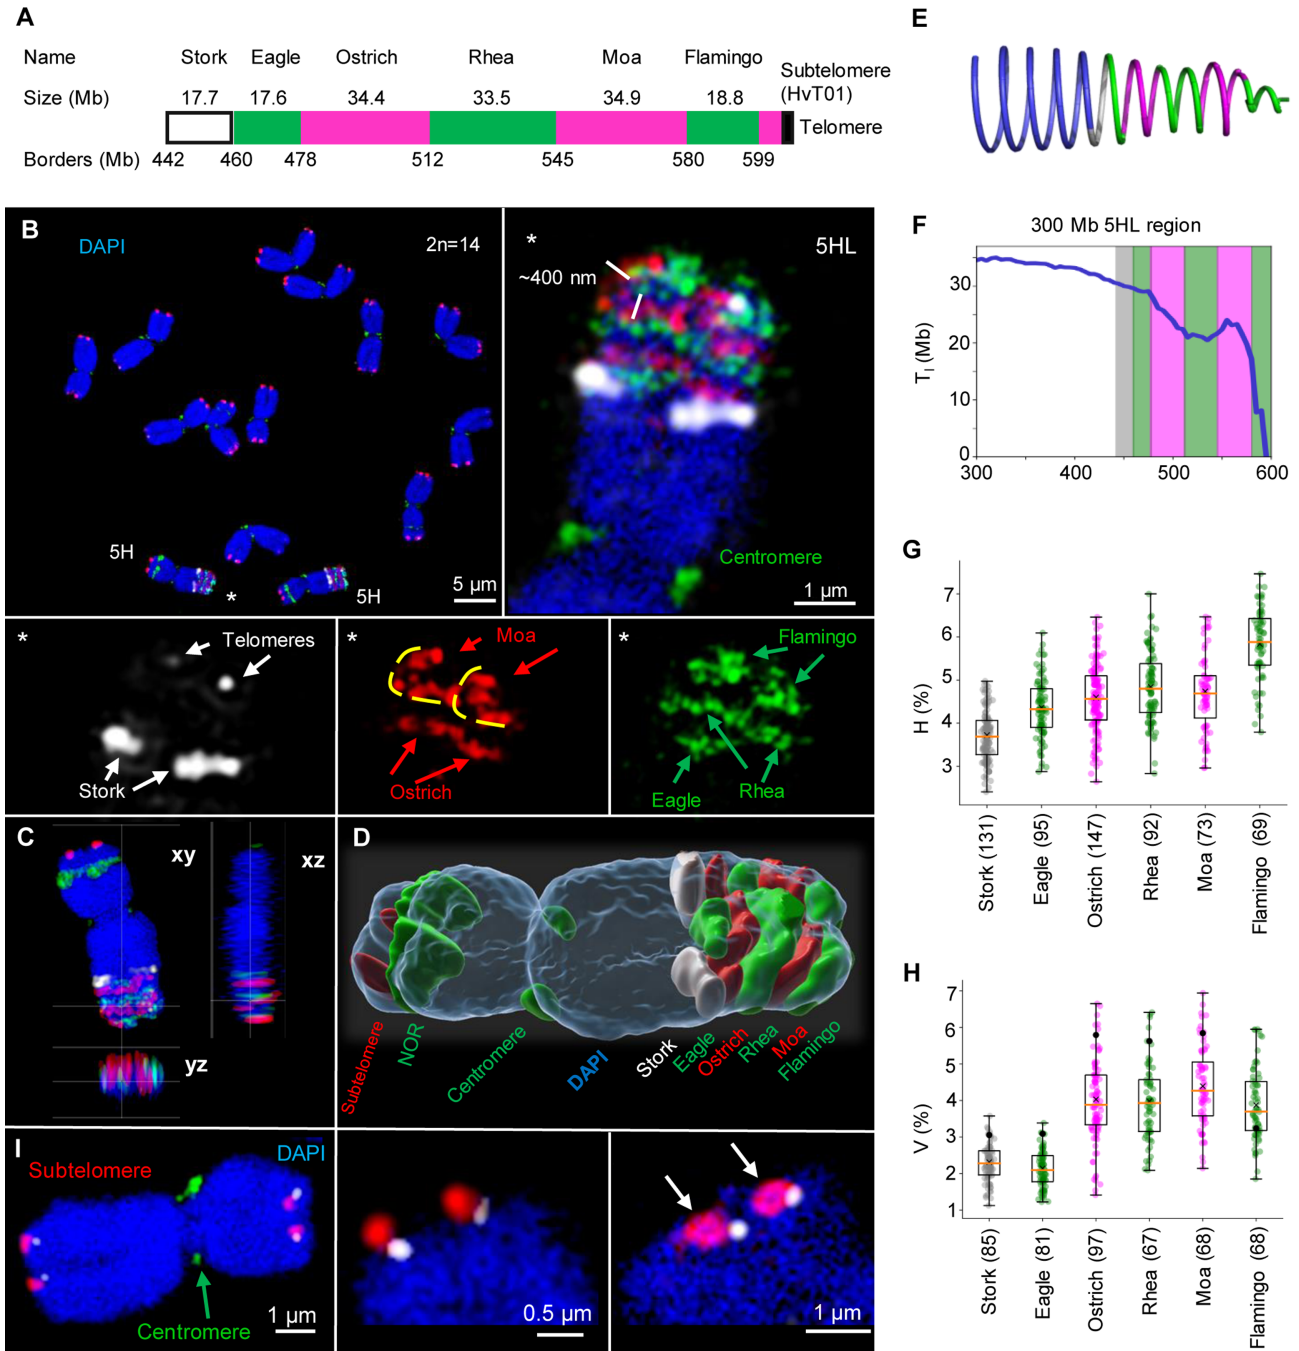 A
Name Stork Eagle Ostrich Rhea Moa Flamingo Subtelomere
(HvT01)
Size (Mb) 17.7 17.6 34.4 33.5 34.9 18.8
Telomere
Borders (Mb) 442 460 478 512 545 580 599
E
B
DAPI
2n=14
5H
*
5H
5 µm
*
5HL
~400 nm
Centromere
1 µm
*
Telomeres
Stork
*
Moa
Ostrich
*
Flamingo
Eagle
Rhea
C
xy
xz
yz
D
Subtelomere
NOR
Centromere
DAPI
Stork
Eagle
Ostrich
Rhea
Moa
Flamingo
F
300 Mb 5HL region
TI (Mb)
30
20
10
0
300 400 500 600
G
H (%)
7
6
5
4
3
Stork (131)
Eagle (95)
Ostrich (147)
Rhea (92)
Moa (73)
Flamingo (69)
H
V (%)
7
6
5
4
3
2
1
Stork (85)
Eagle (81)
Ostrich (97)
Rhea (67)
Moa (68)
Flamingo (68)
I
DAPI
Subtelomere
Centromere
1 µm
0.5 µm
1 µm